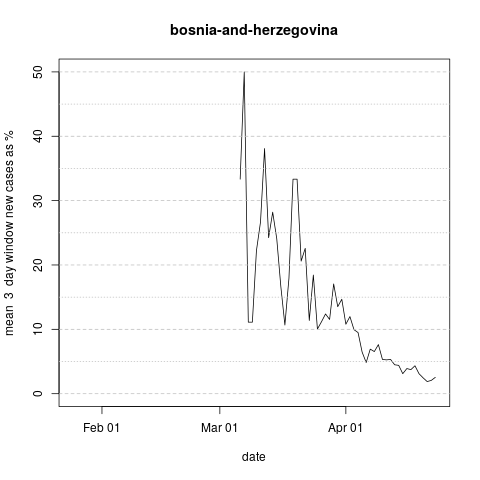 bosnia-and-herzegovina
mean 3 day window new cases as %
50
40
30
20
10
0
Feb 01
Mar 01
Apr 01
date